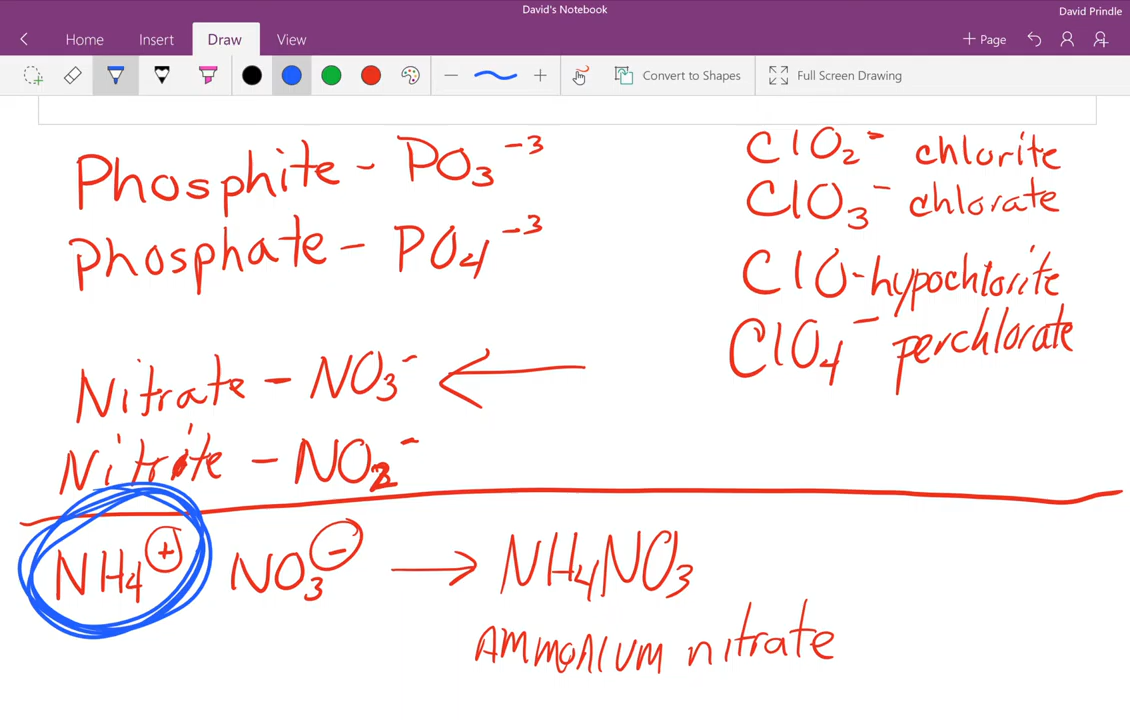 David's Notebook
David Prindle
Home Insert Draw View
+ Page
Convert to Shapes Full Screen Drawing
Phosphite - PO₃⁻³
phosphate - PO₄⁻³
Nitrate - NO₃⁻
Nitrite - NO₂⁻
ClO₂⁻ chlorite
ClO₃⁻ chlorate
ClO⁻ hypochlorite
ClO₄⁻ perchlorate
NH₄⁺ NO₃⁻ → NH₄NO₃
Ammonium nitrate